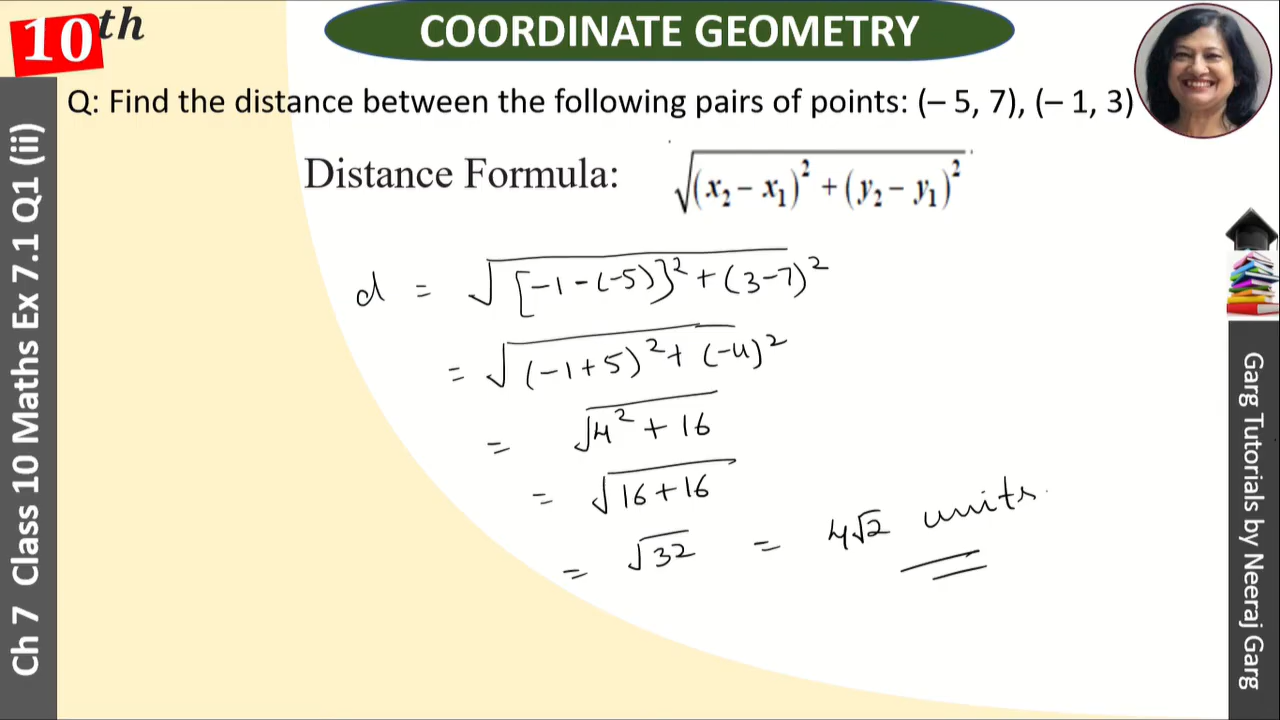 10th
COORDINATE GEOMETRY
Q: Find the distance between the following pairs of points: (– 5, 7), (– 1, 3)
Distance Formula: √(x₂ − x₁)² + (y₂ − y₁)²
d = √[-1-(-5)]² + (3-7)²
= √(-1+5)² + (-4)²
= √4² + 16
= √16+16
= √32 = 4√2 units.
Ch 7 Class 10 Maths Ex 7.1 Q1 (ii)
Garg Tutorials by Neeraj Garg